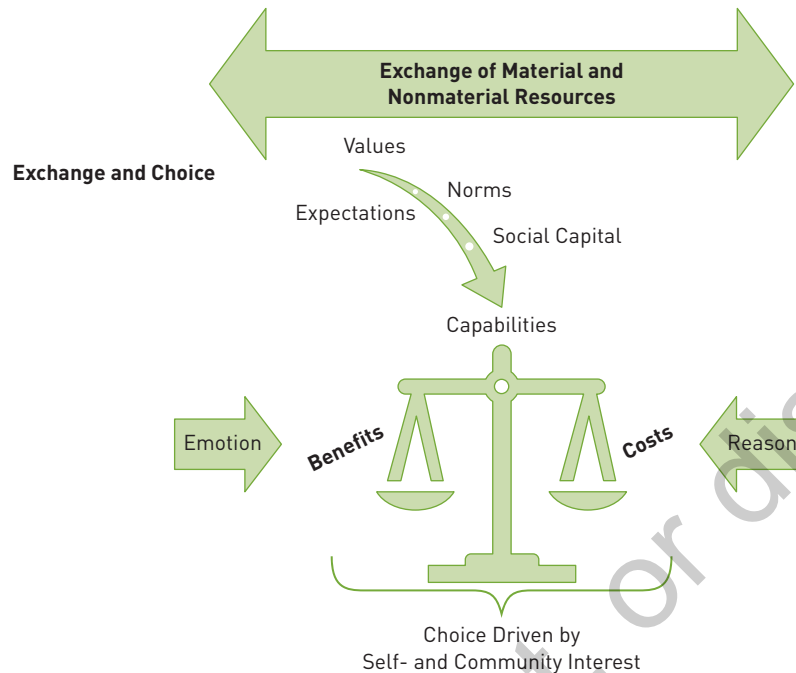 Exchange of Material and
Nonmaterial Resources
Exchange and Choice
Values
Norms
Expectations
Social Capital
Capabilities
Emotion
Benefits
Costs
Reason
Choice Driven by
Self- and Community Interest
or